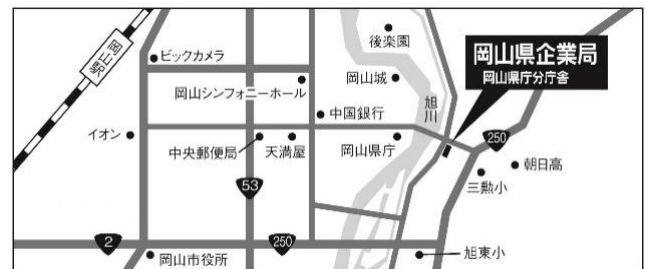 岡山駅
ビックカメラ
後楽園
岡山県企業局
岡山県庁分庁舎
岡山シンフォニーホール
岡山城
旭川
中国銀行
イオン
中央郵便局
天満屋
岡山県庁
250
朝日高
三勲小
53
2
岡山市役所
250
旭東小